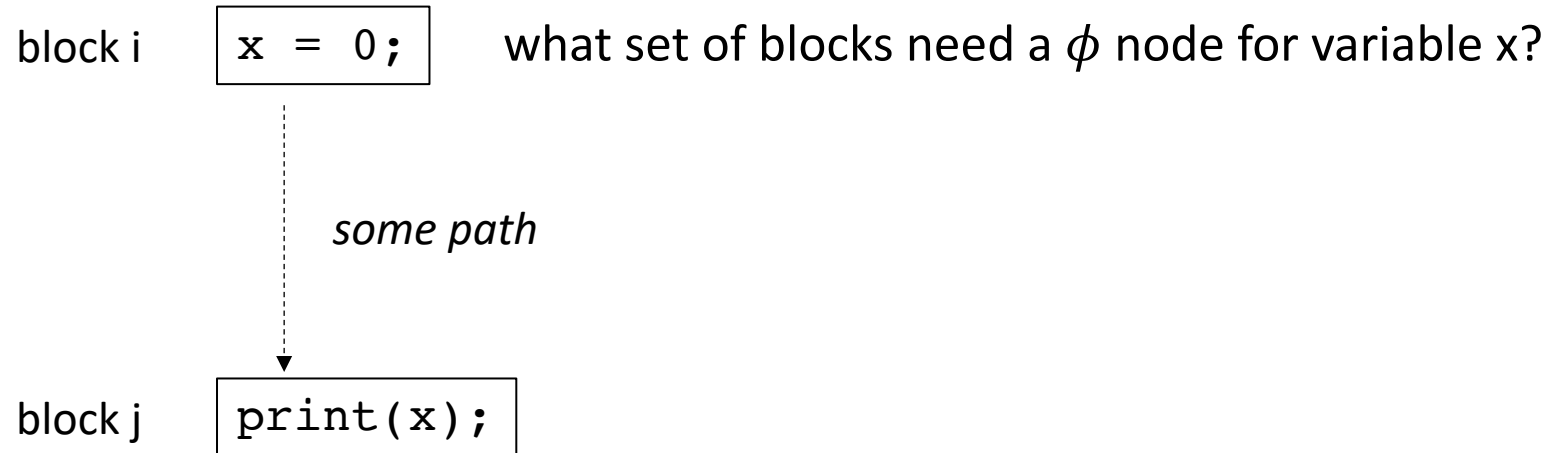 block i x = 0; what set of blocks need a ϕ node for variable x?
some path
block j print(x);